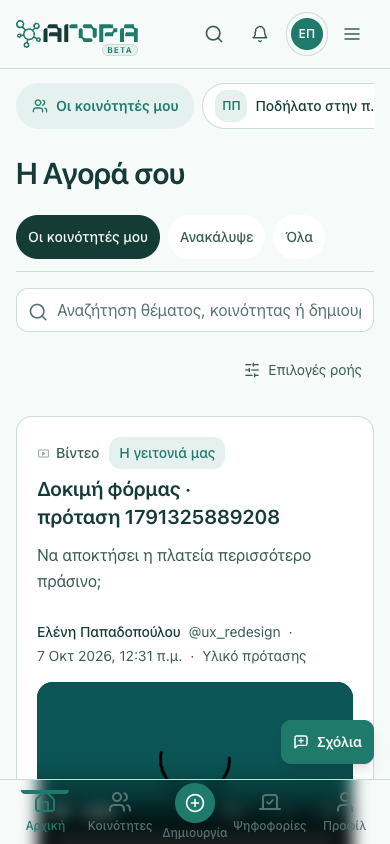 ΑΓΟΡΑ
BETA
ΕΠ
Οι κοινότητές μου
ΠΠ Ποδήλατο στην π.
Η Αγορά σου
Οι κοινότητές μου Ανακάλυψε Όλα
Αναζήτηση θέματος, κοινότητας ή δημιουρ
Επιλογές ροής
Βίντεο Η γειτονιά μας
Δοκιμή φόρμας ·
πρόταση 1791325889208
Να αποκτήσει η πλατεία περισσότερο
πράσινο;
Ελένη Παπαδοπούλου @ux_redesign ·
7 Οκτ 2026, 12:31 π.μ. · Υλικό πρότασης
Σχόλια
Αρχική Κοινότητες Δημιουργία Ψηφοφορίες Προφίλ